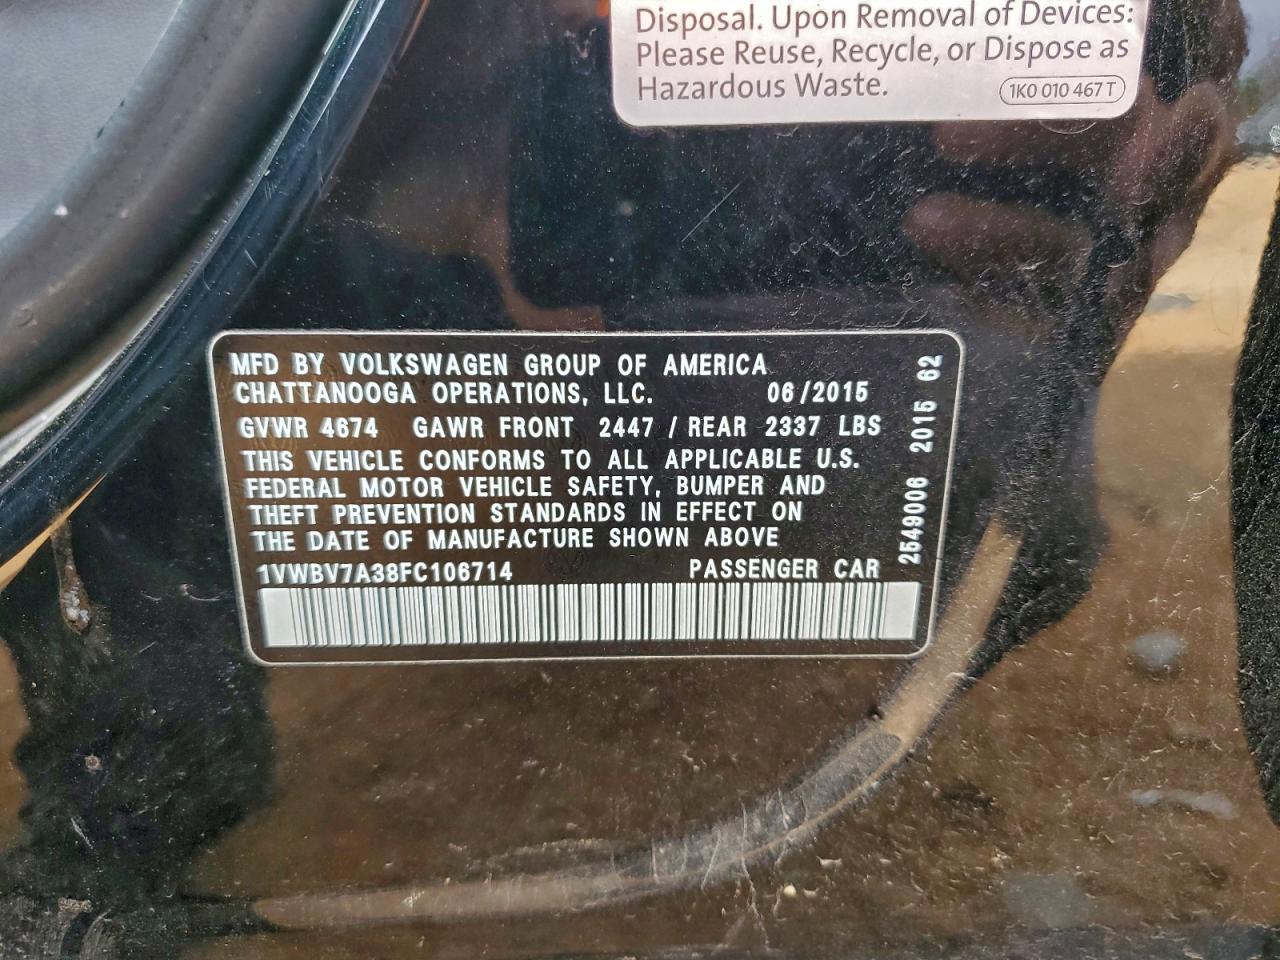 Disposal. Upon Removal of Devices:
Please Reuse, Recycle, or Dispose as
Hazardous Waste.
1K0 010 467 T
MFD BY VOLKSWAGEN GROUP OF AMERICA
CHATTANOOGA OPERATIONS, LLC. 06/2015
GVWR 4674 GAWR FRONT 2447 / REAR 2337 LBS
THIS VEHICLE CONFORMS TO ALL APPLICABLE U.S.
FEDERAL MOTOR VEHICLE SAFETY, BUMPER AND
THEFT PREVENTION STANDARDS IN EFFECT ON
THE DATE OF MANUFACTURE SHOWN ABOVE
1VWBV7A38FC106714 PASSENGER CAR
2549006 2015 62